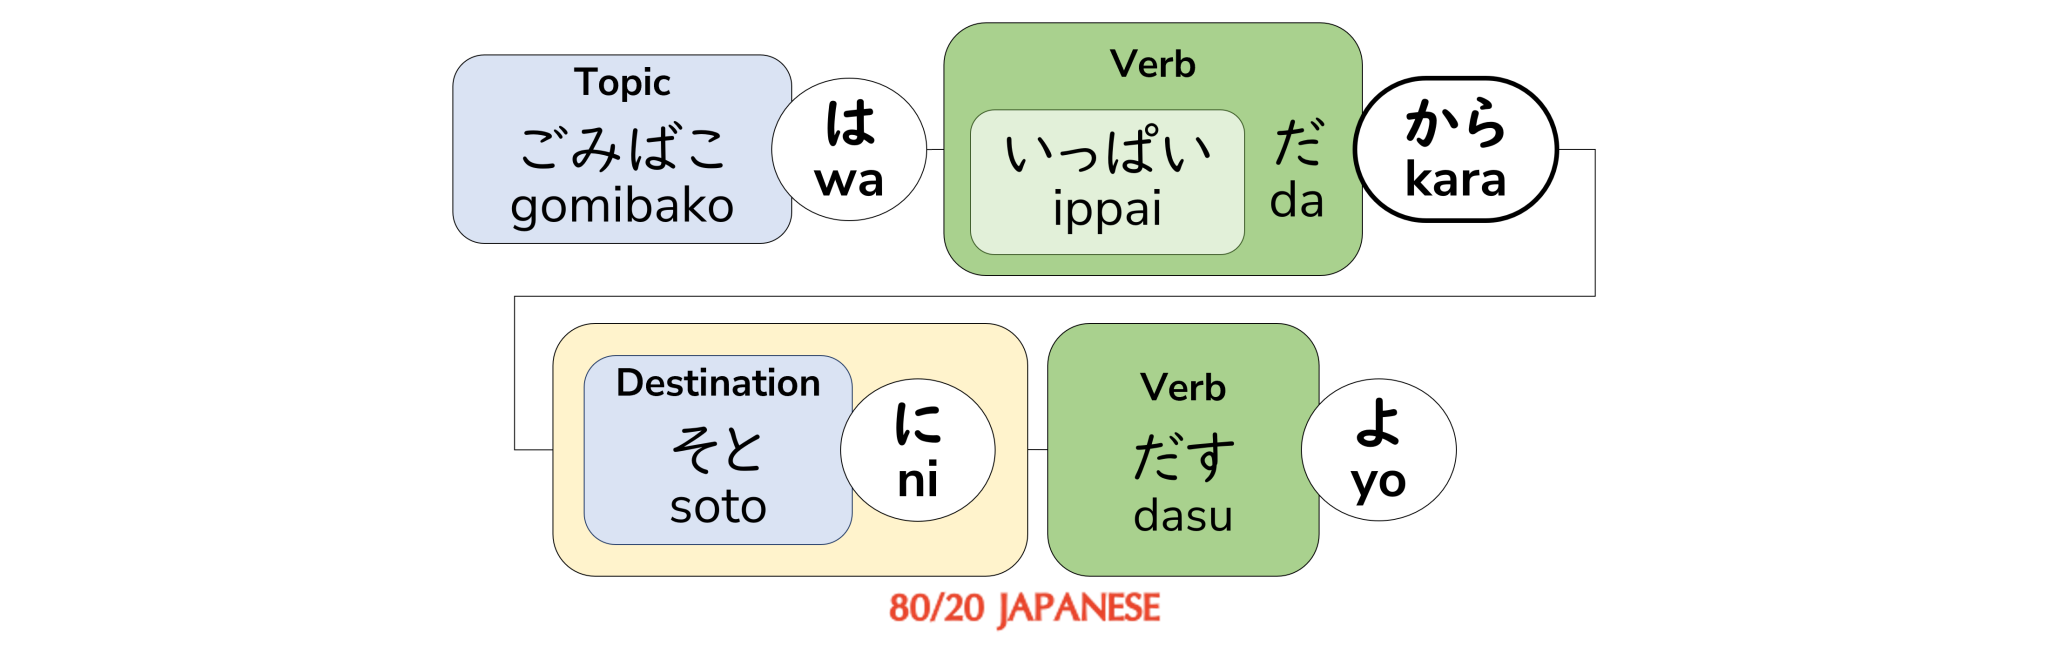 Topic
ごみばこ
gomibako
は
wa
Verb
いっぱい
ippai
だ
da
から
kara
Destination
そと
soto
に
ni
Verb
だす
dasu
よ
yo
80/20 JAPANESE